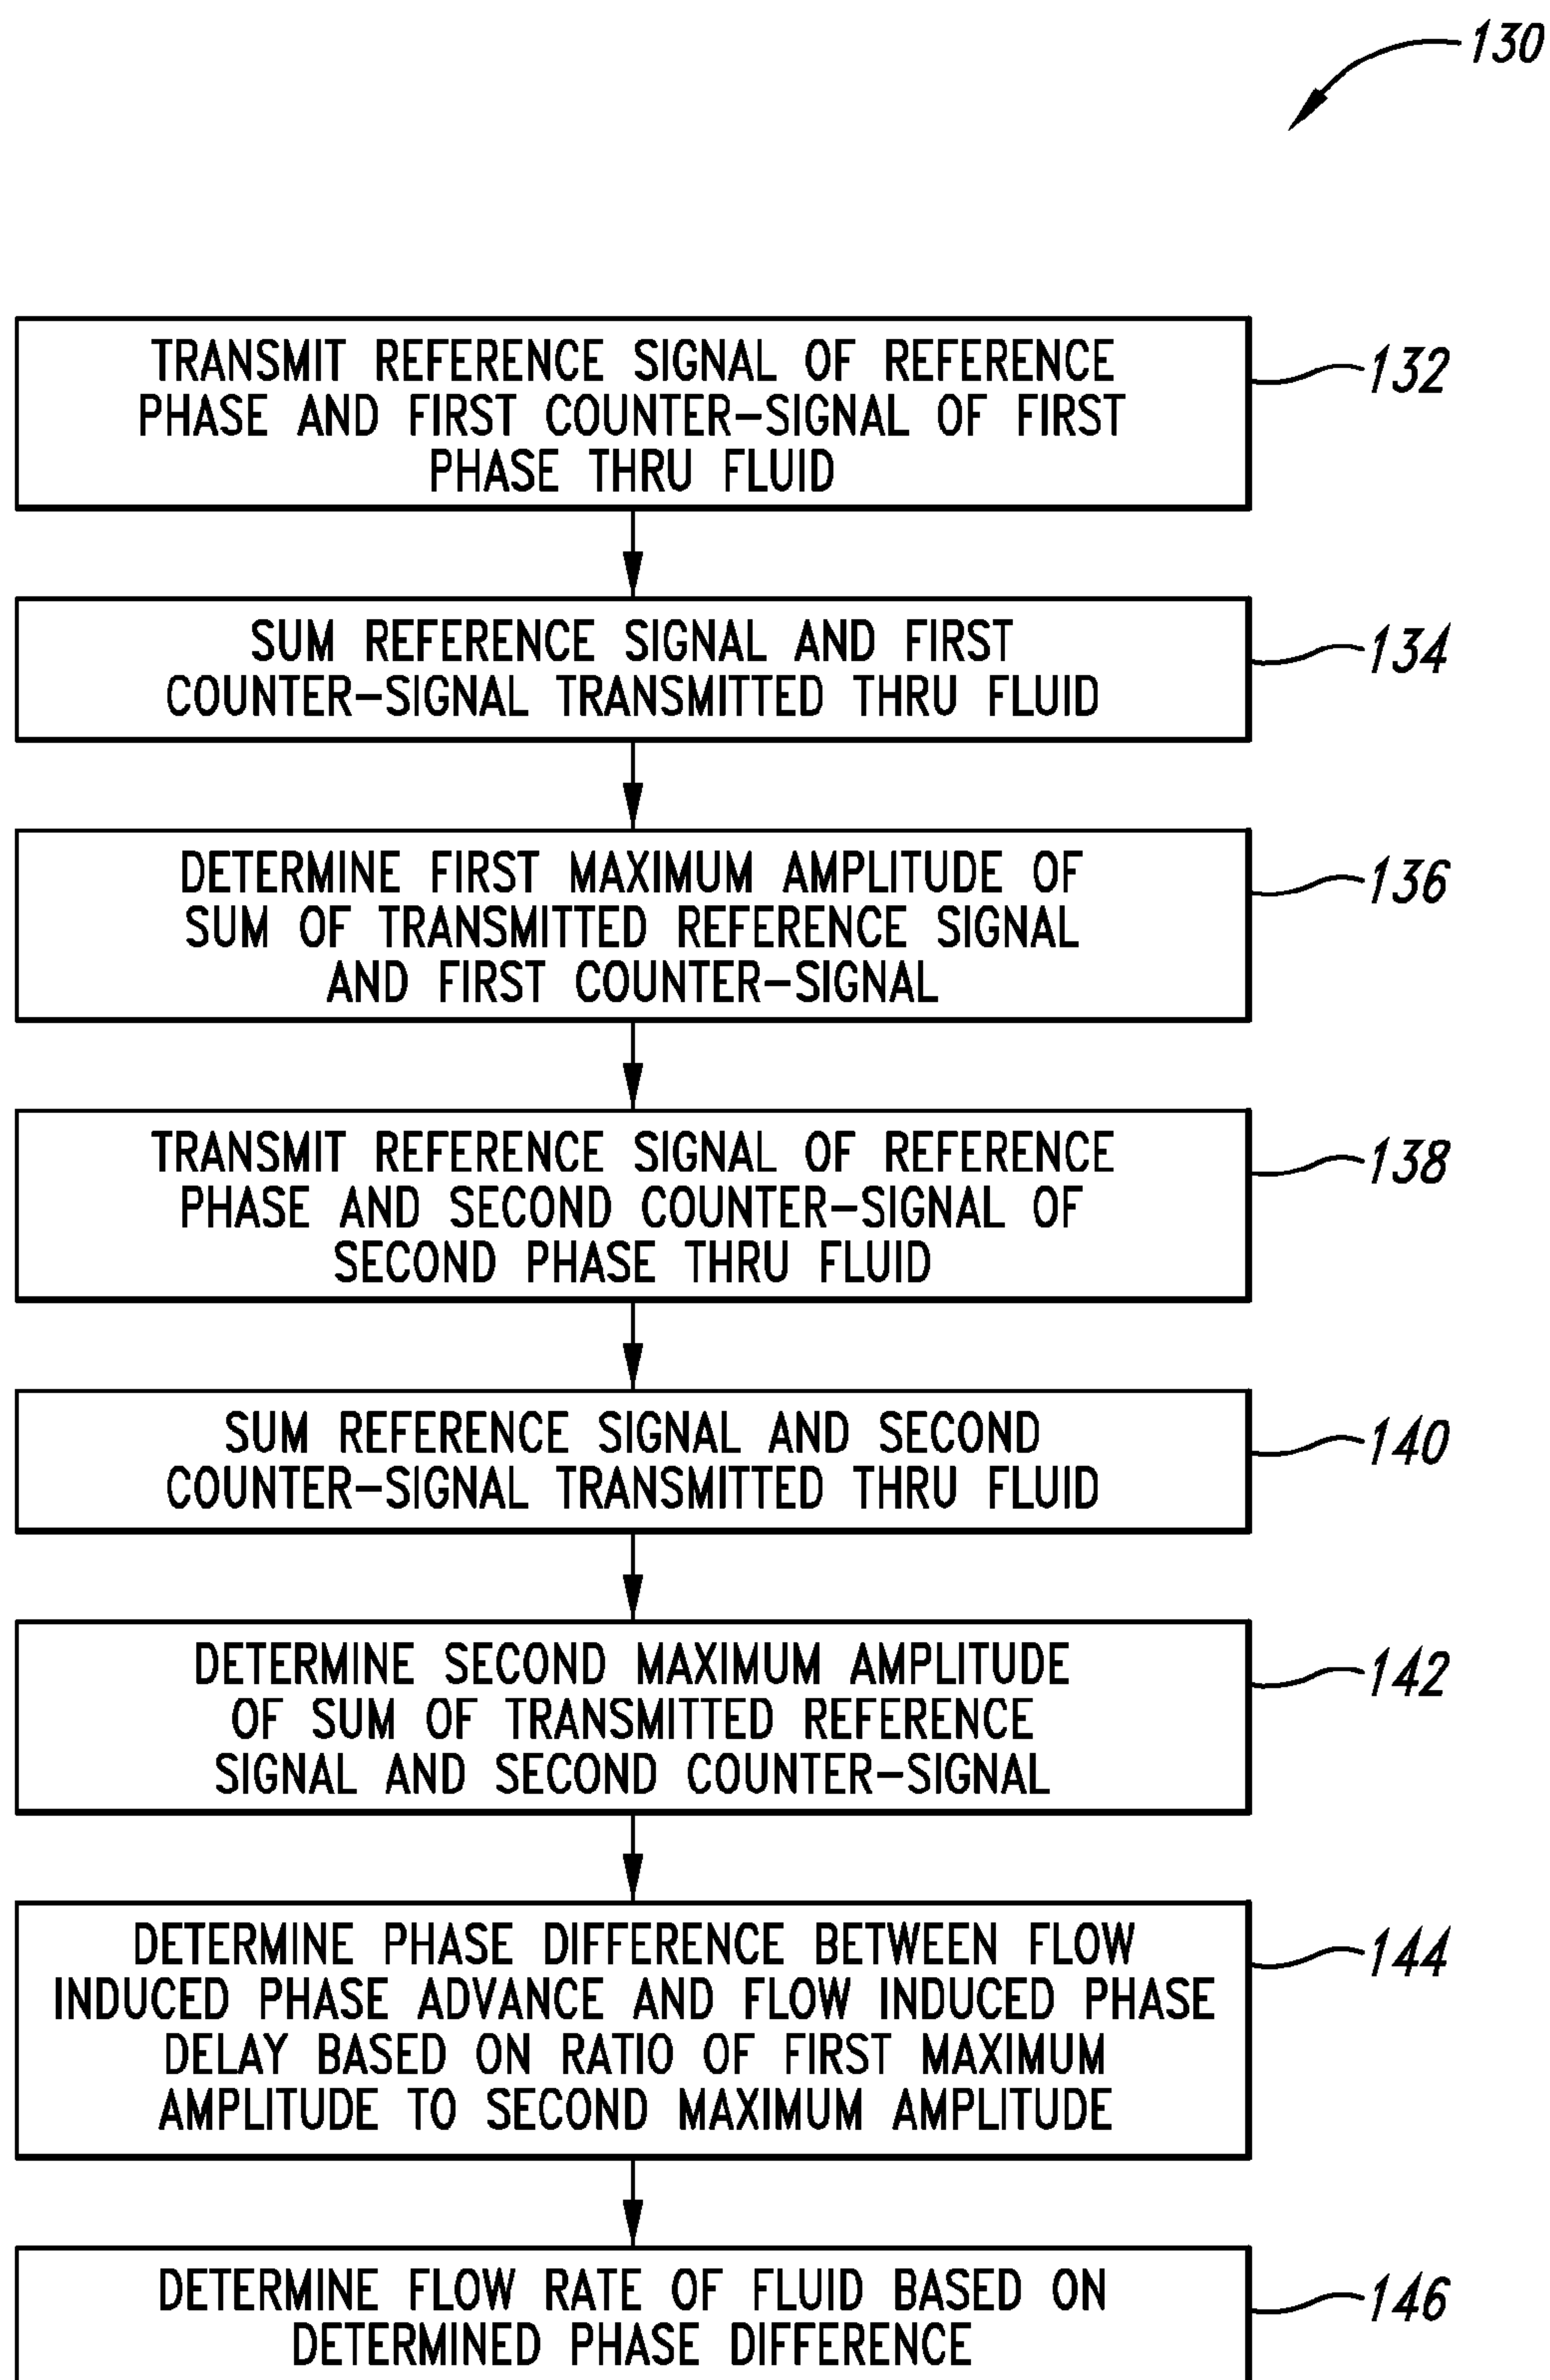 130
TRANSMIT REFERENCE SIGNAL OF REFERENCE
PHASE AND FIRST COUNTER-SIGNAL OF FIRST
PHASE THRU FLUID
132
SUM REFERENCE SIGNAL AND FIRST
COUNTER-SIGNAL TRANSMITTED THRU FLUID
134
DETERMINE FIRST MAXIMUM AMPLITUDE OF
SUM OF TRANSMITTED REFERENCE SIGNAL
AND FIRST COUNTER-SIGNAL
136
TRANSMIT REFERENCE SIGNAL OF REFERENCE
PHASE AND SECOND COUNTER-SIGNAL OF
SECOND PHASE THRU FLUID
138
SUM REFERENCE SIGNAL AND SECOND
COUNTER-SIGNAL TRANSMITTED THRU FLUID
140
DETERMINE SECOND MAXIMUM AMPLITUDE
OF SUM OF TRANSMITTED REFERENCE
SIGNAL AND SECOND COUNTER-SIGNAL
142
DETERMINE PHASE DIFFERENCE BETWEEN FLOW
INDUCED PHASE ADVANCE AND FLOW INDUCED PHASE
DELAY BASED ON RATIO OF FIRST MAXIMUM
AMPLITUDE TO SECOND MAXIMUM AMPLITUDE
144
DETERMINE FLOW RATE OF FLUID BASED ON
DETERMINED PHASE DIFFERENCE
146